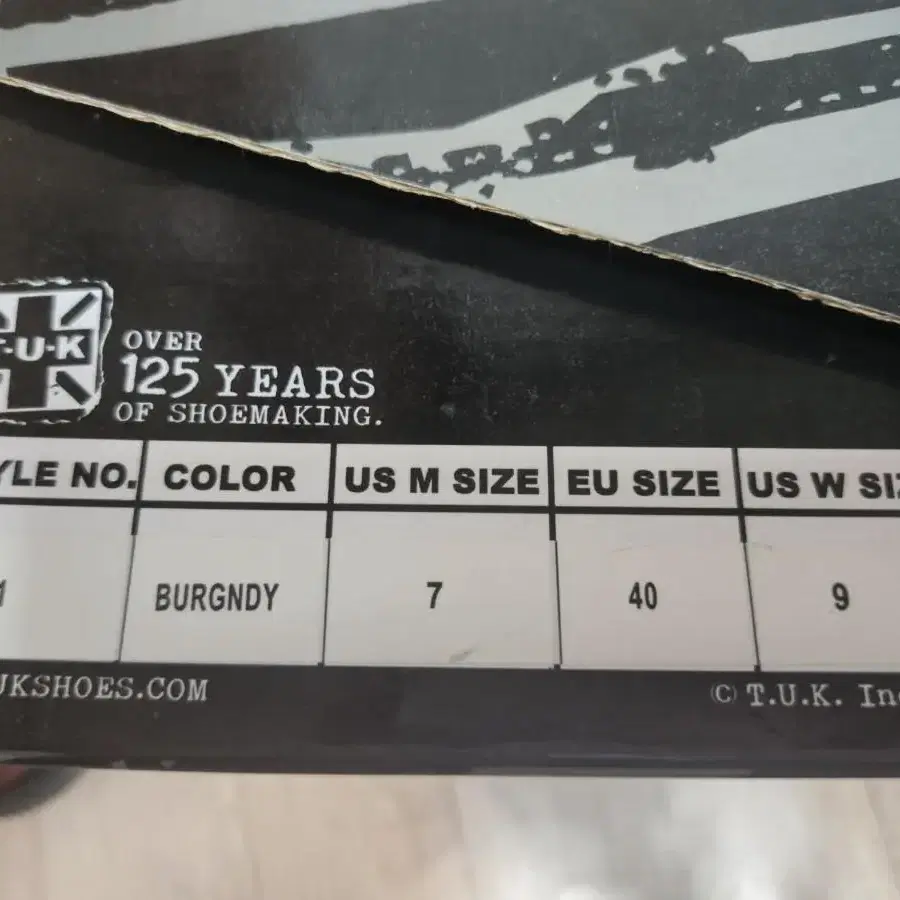 T-U-K
OVER
125 YEARS
OF SHOEMAKING.
YLE NO. COLOR US M SIZE EU SIZE US W SIZ
1 BURGNDY 7 40 9
UKSHOES.COM
© T.U.K. Inc